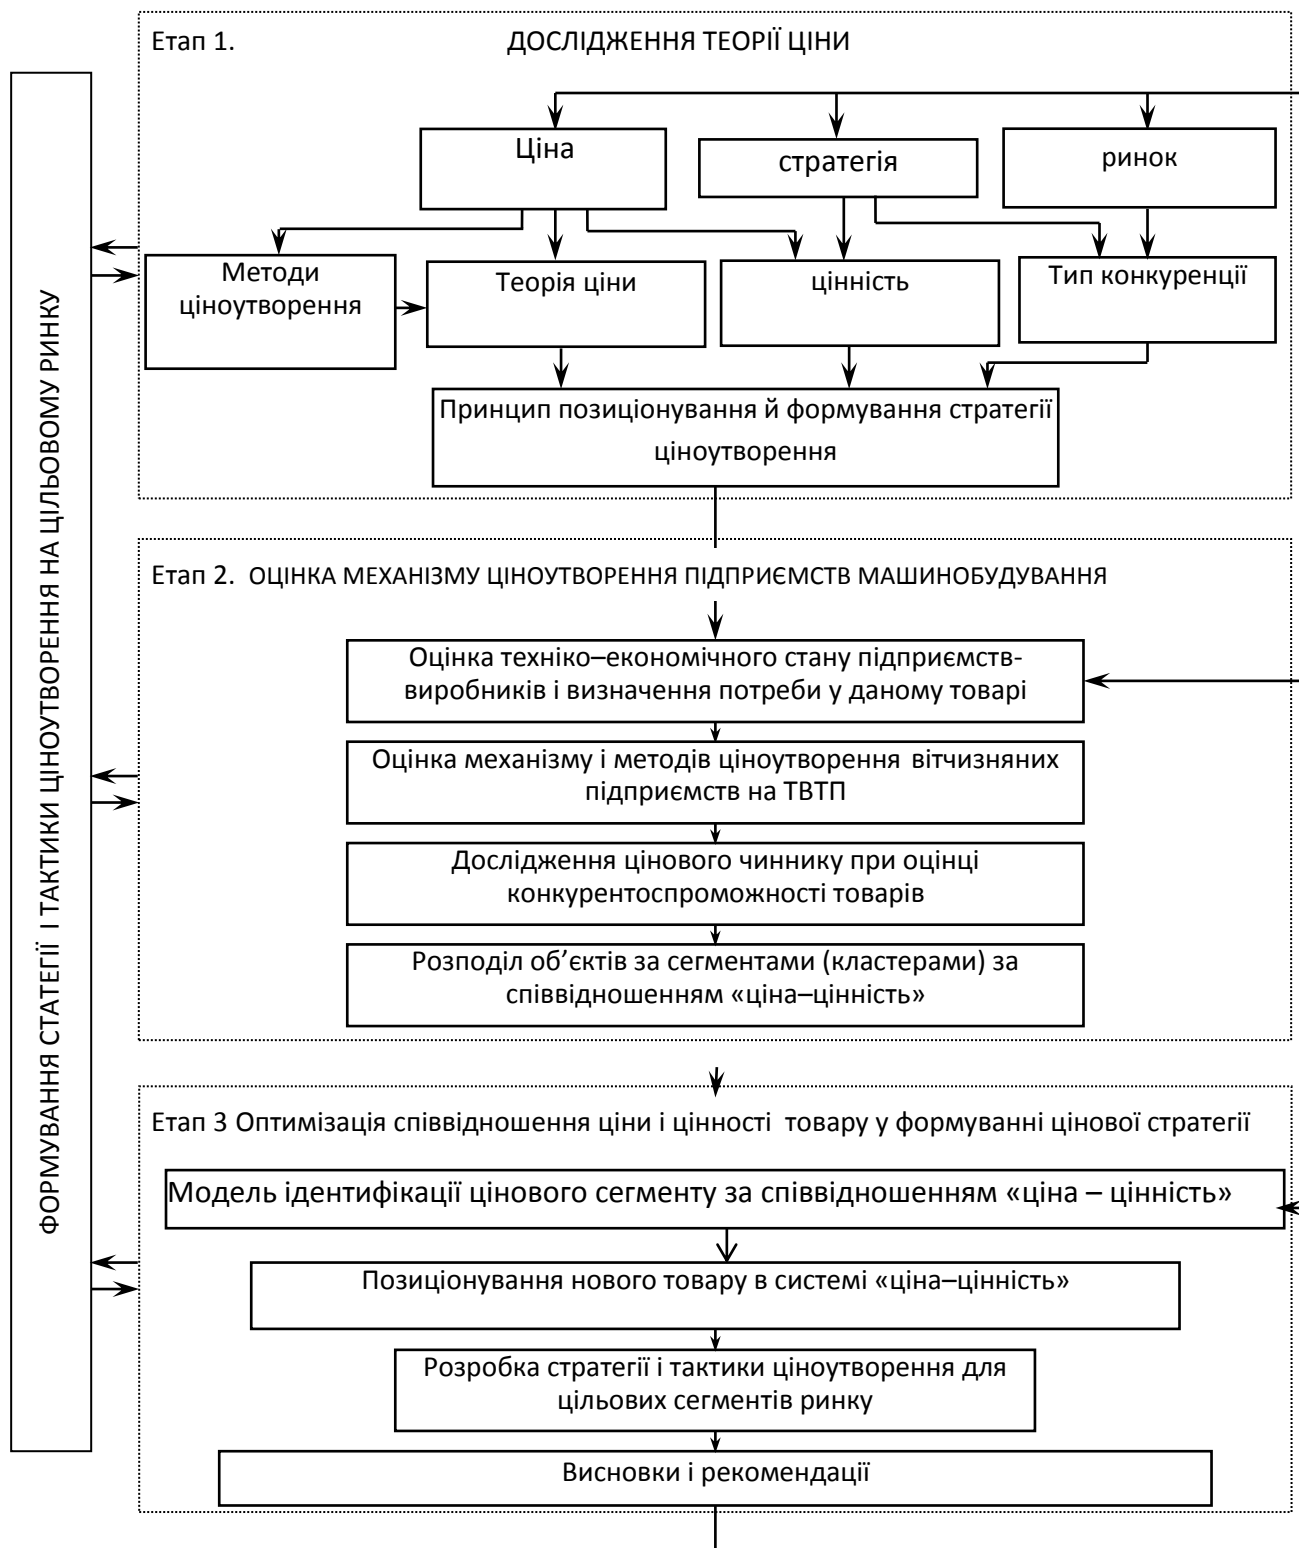 Етап 1. ДОСЛІДЖЕННЯ ТЕОРІЇ ЦІНИ
Ціна
стратегія
ринок
Методи
ціноутворення
Теорія ціни
цінність
Тип конкуренції
Принцип позиціонування й формування стратегії
ціноутворення
ФОРМУВАННЯ СТАТЕГІЇ І ТАКТИКИ ЦІНОУТВОРЕННЯ НА ЦІЛЬОВОМУ РИНКУ
Етап 2. ОЦІНКА МЕХАНІЗМУ ЦІНОУТВОРЕННЯ ПІДПРИЄМСТВ МАШИНОБУДУВАННЯ
Оцінка техніко–економічного стану підприємств-
виробників і визначення потреби у даному товарі
Оцінка механізму і методів ціноутворення вітчизняних
підприємств на ТВТП
Дослідження цінового чиннику при оцінці
конкурентоспроможності товарів
Розподіл об’єктів за сегментами (кластерами) за
співвідношенням «ціна–цінність»
Етап 3 Оптимізація співвідношення ціни і цінності товару у формуванні цінової стратегії
Модель ідентифікації цінового сегменту за співвідношенням «ціна – цінність»
Позиціонування нового товару в системі «ціна–цінність»
Розробка стратегії і тактики ціноутворення для
цільових сегментів ринку
Висновки і рекомендації